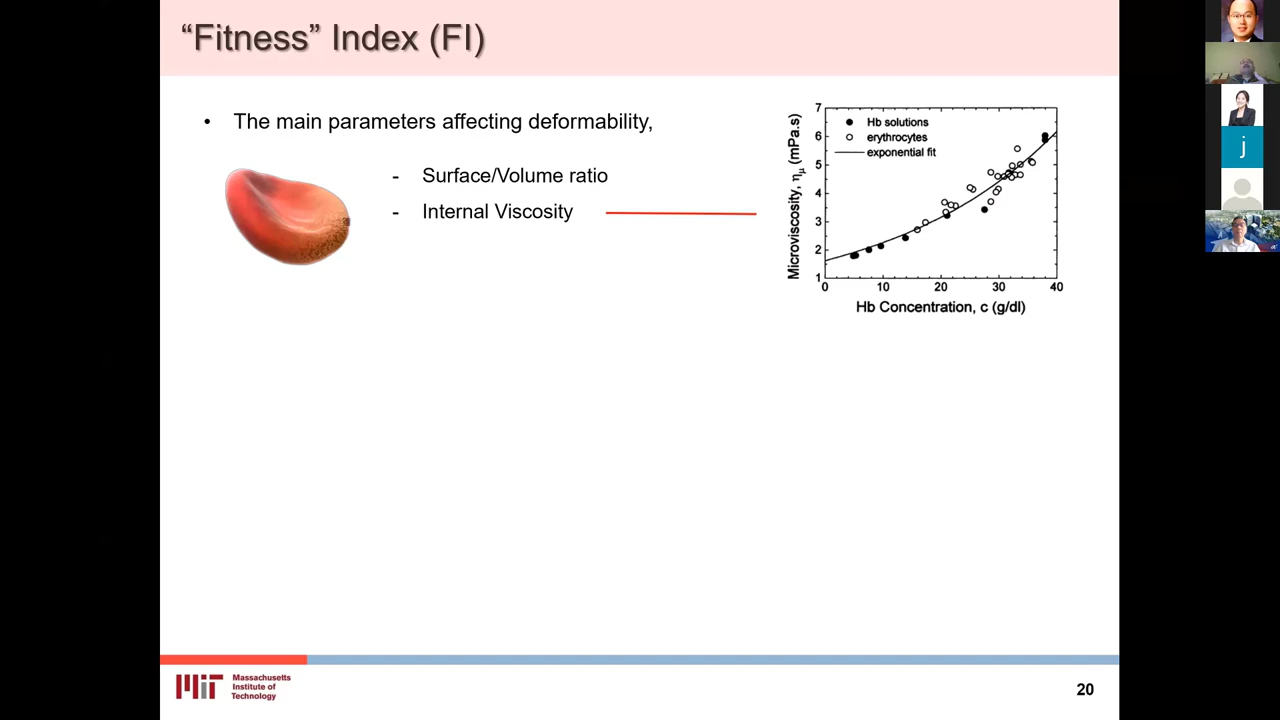 “Fitness” Index (FI)
• The main parameters affecting deformability,
- Surface/Volume ratio
- Internal Viscosity
7
6
5
4
3
2
1
Microviscosity, ημ (mPa.s)
Hb solutions
erythrocytes
exponential fit
0 10 20 30 40
Hb Concentration, c (g/dl)
j
MiT
Massachusetts
Institute of
Technology
20